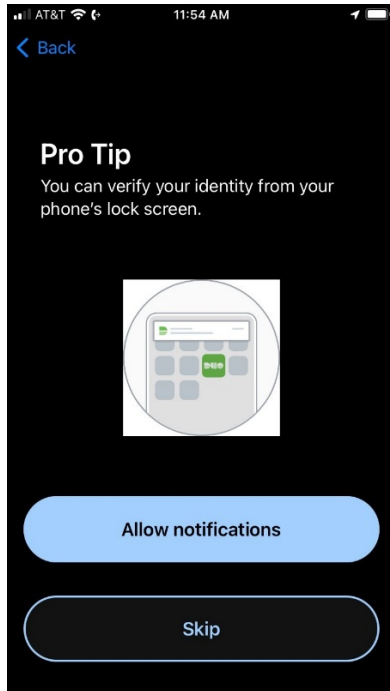 AT&T 11:54 AM
Back
Pro Tip
You can verify your identity from your
phone's lock screen.
DUO
Allow notifications
Skip